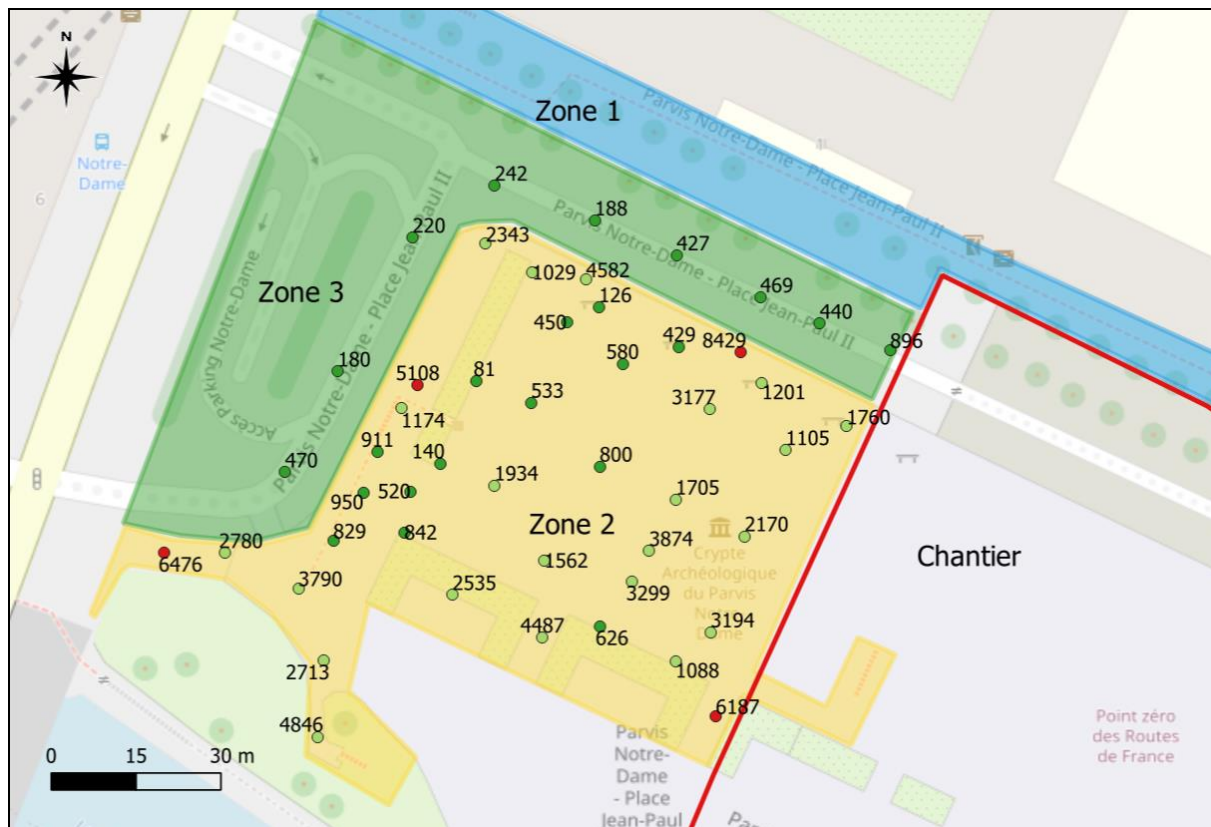 N
Zone 1
Parvis Notre-Dame - Place Jean-Paul II
Notre-
Dame
6
242
188
220
427
2343
1029
4582
469
Parvis Notre-Dame - Place Jean-Paul II
Zone 3
126
440
450
429
8429
896
580
180
5108
81
1201
533
3177
1174
1760
Accès Parking Notre-Dame
Parvis Notre-Dame - Place Jean-Paul II
911
140
1105
470
800
1934
950
520
1705
Zone 2
829
842
2170
2780
6476
3874
1562
Chantier
Crypte
Archéologique
du Parvis
Notre-
Dame
3790
2535
3299
4487
626
3194
2713
1088
4846
6187
Parvis
Notre-
Dame
- Place
Jean-Paul
Point zéro
des Routes
de France
0 15 30 m